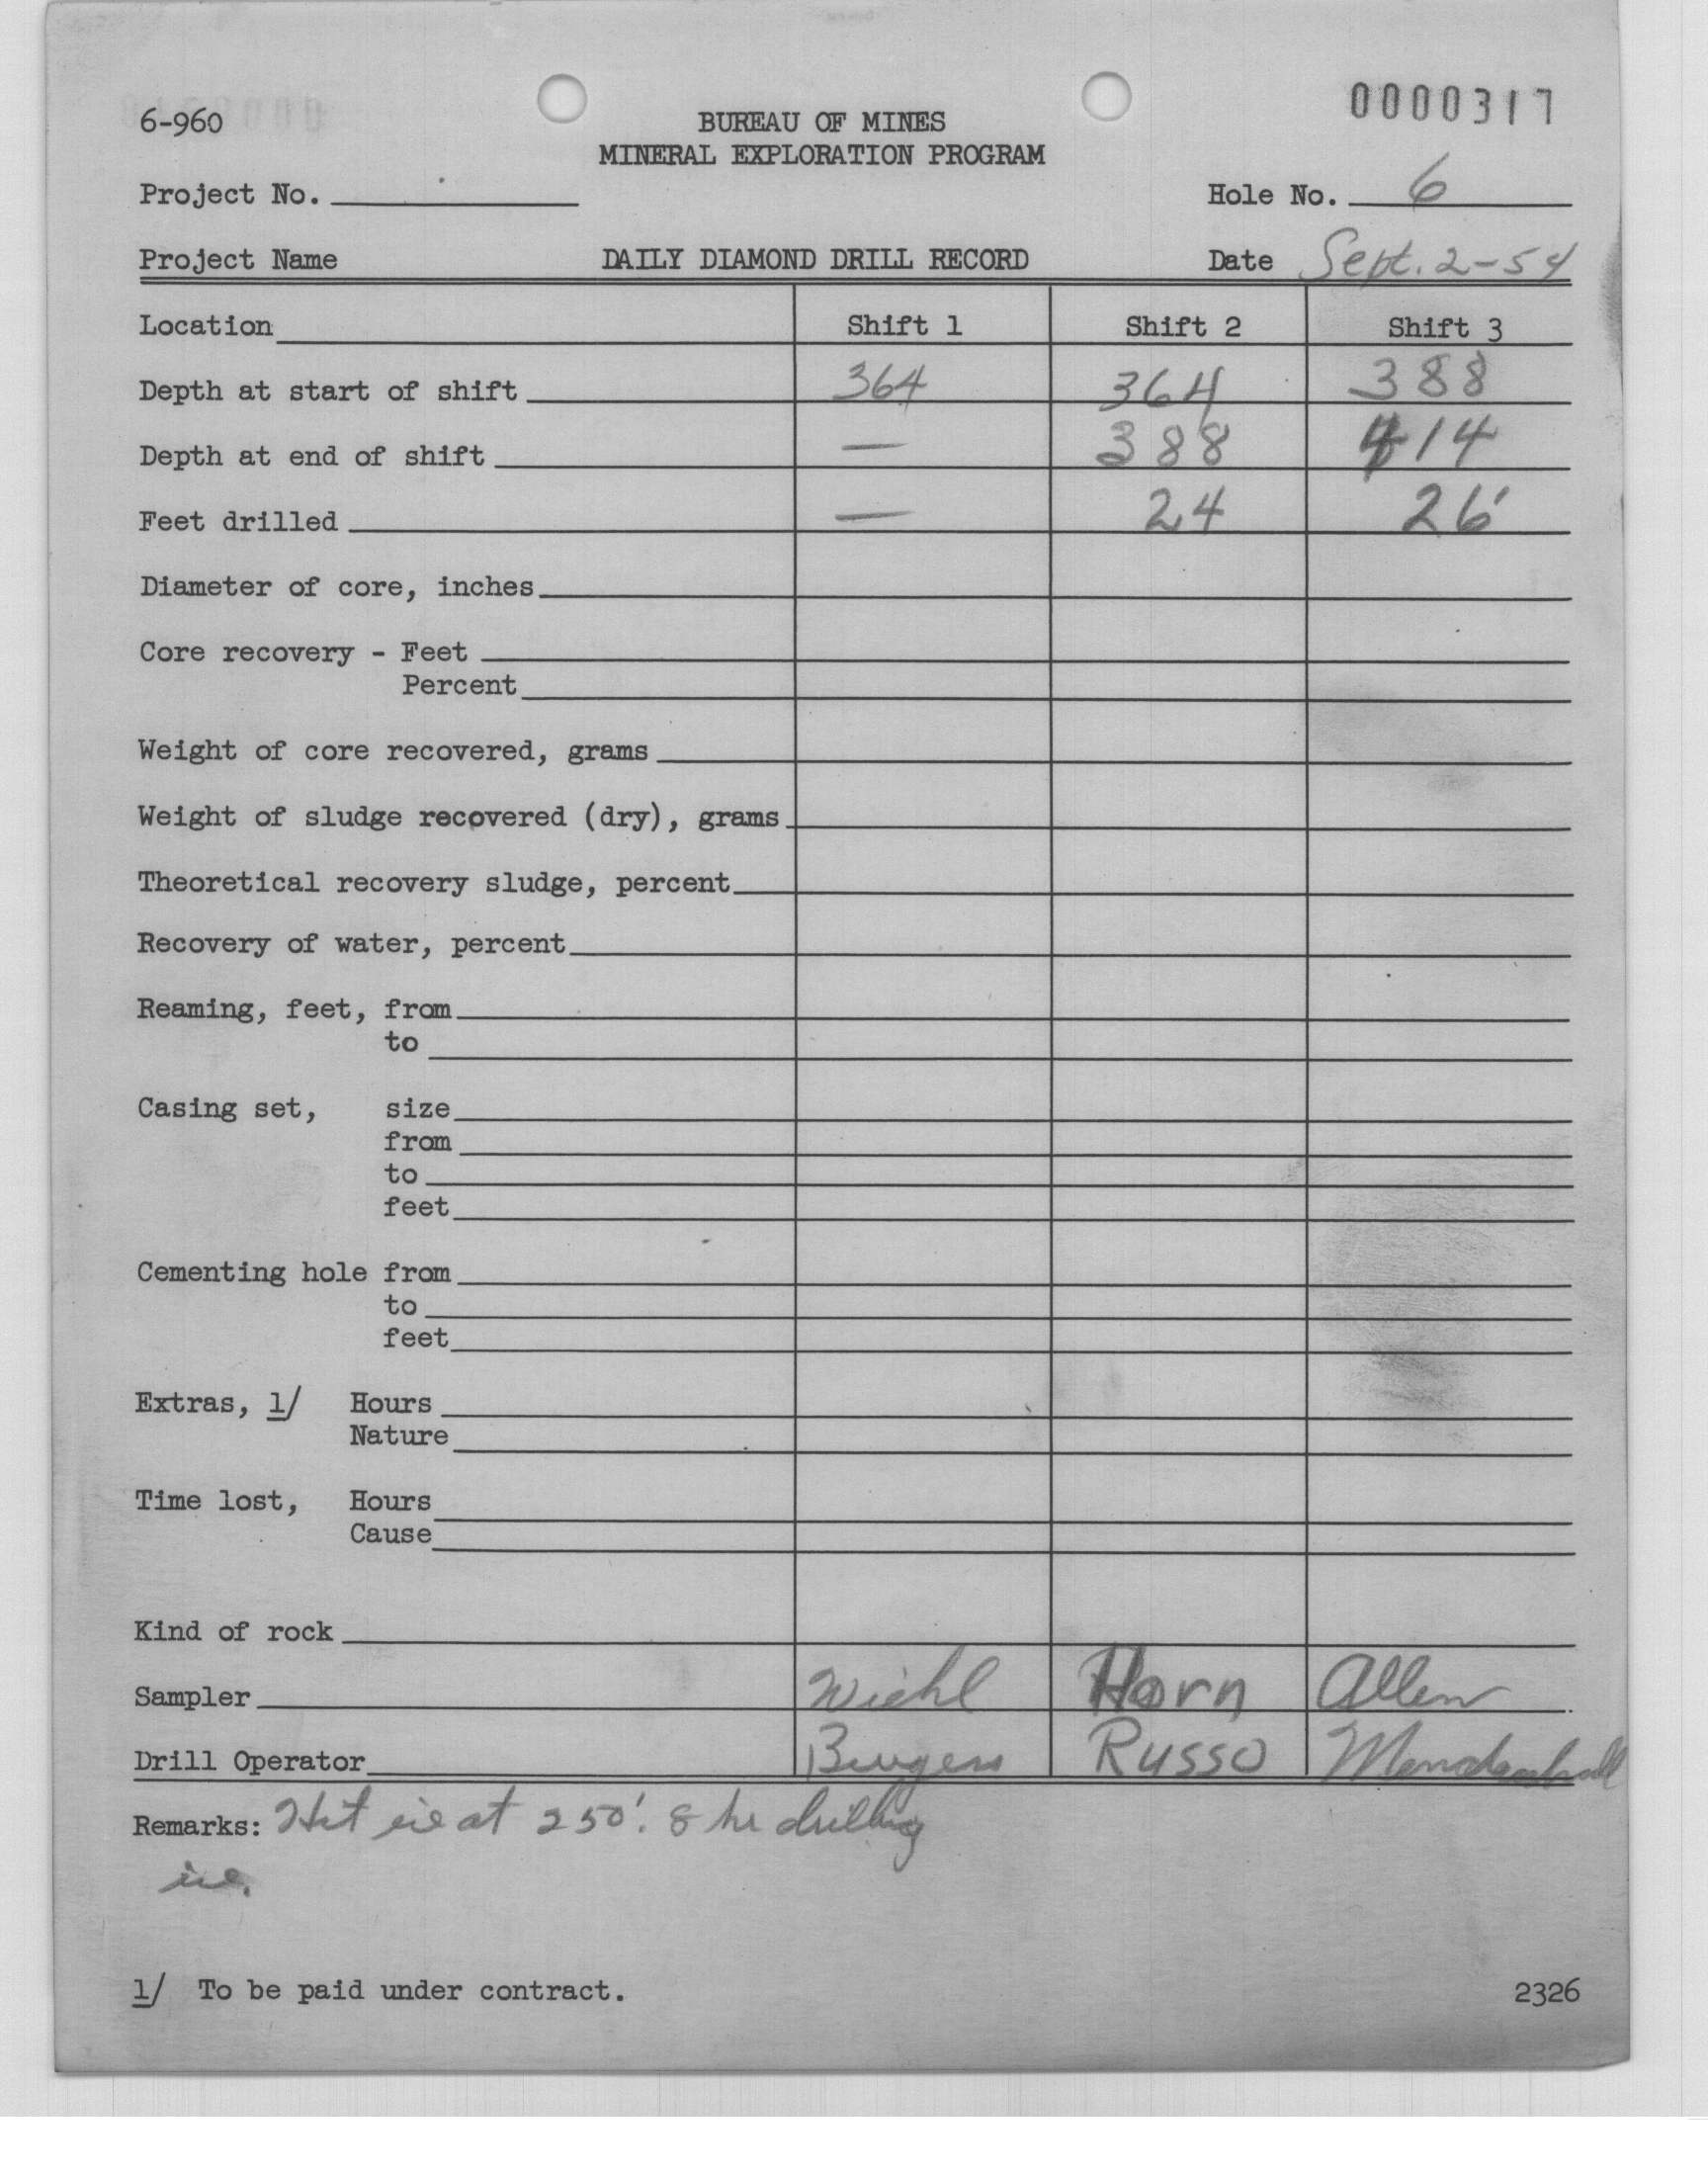 0000317
6-960
BUREAU OF MINES
MINERAL EXPLORATION PROGRAM
Project No. Hole No. 6
Project Name DAILY DIAMOND DRILL RECORD Date Sept. 2-54
Location Shift 1 Shift 2 Shift 3
Depth at start of shift 364 364 388
Depth at end of shift — 388 414
Feet drilled — 24 26'
Diameter of core, inches
Core recovery - Feet
Percent
Weight of core recovered, grams
Weight of sludge recovered (dry), grams
Theoretical recovery sludge, percent
Recovery of water, percent
Reaming, feet, from
to
Casing set, size
from
to
feet
Cementing hole from
to
feet
Extras, 1/ Hours
Nature
Time lost, Hours
Cause
Kind of rock
Sampler Wiehl Horn Allen
Drill Operator Burgess Russo Mendenhall
Remarks: Hit ice at 250'. 8 hr drilling
ice.
1/ To be paid under contract. 2326